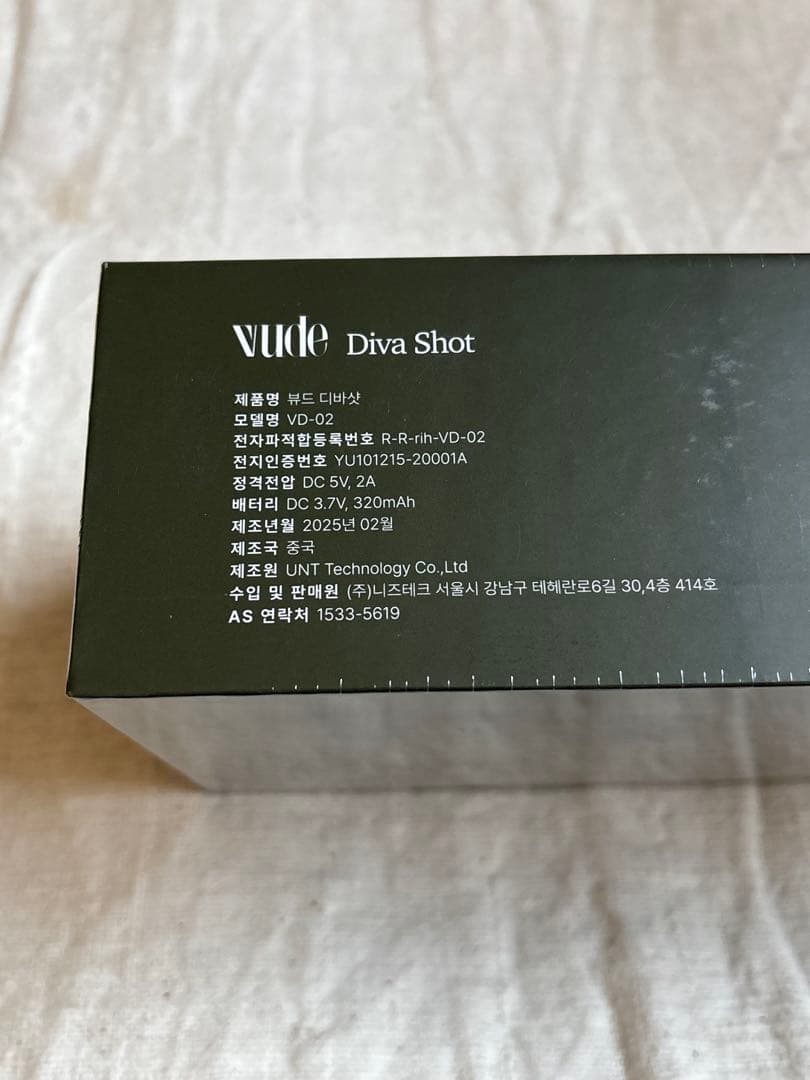 vude Diva Shot
제품명 뷰드 디바샷
모델명 VD-02
전자파적합등록번호 R-R-rih-VD-02
전지인증번호 YU101215-20001A
정격전압 DC 5V, 2A
배터리 DC 3.7V, 320mAh
제조년월 2025년 02월
제조국 중국
제조원 UNT Technology Co.,Ltd
수입 및 판매원 (주)니즈테크 서울시 강남구 테헤란로6길 30,4층 414호
AS 연락처 1533-5619